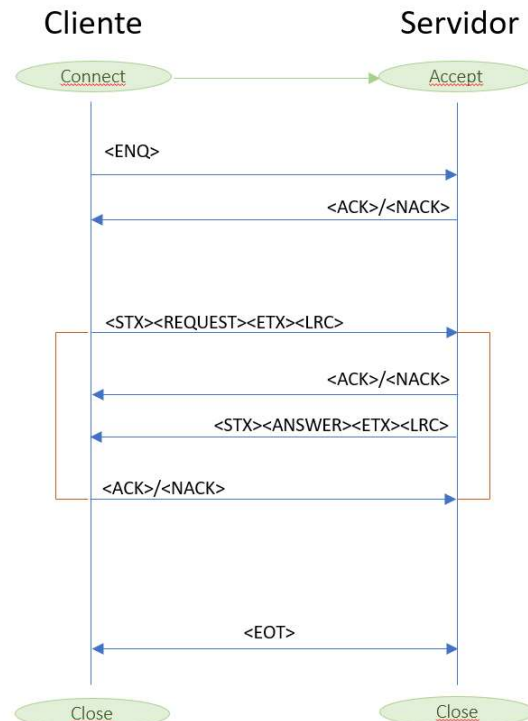 Cliente Servidor
Connect Accept
<ENQ>
<ACK>/<NACK>
<STX><REQUEST><ETX><LRC>
<ACK>/<NACK>
<STX><ANSWER><ETX><LRC>
<ACK>/<NACK>
<EOT>
Close Close